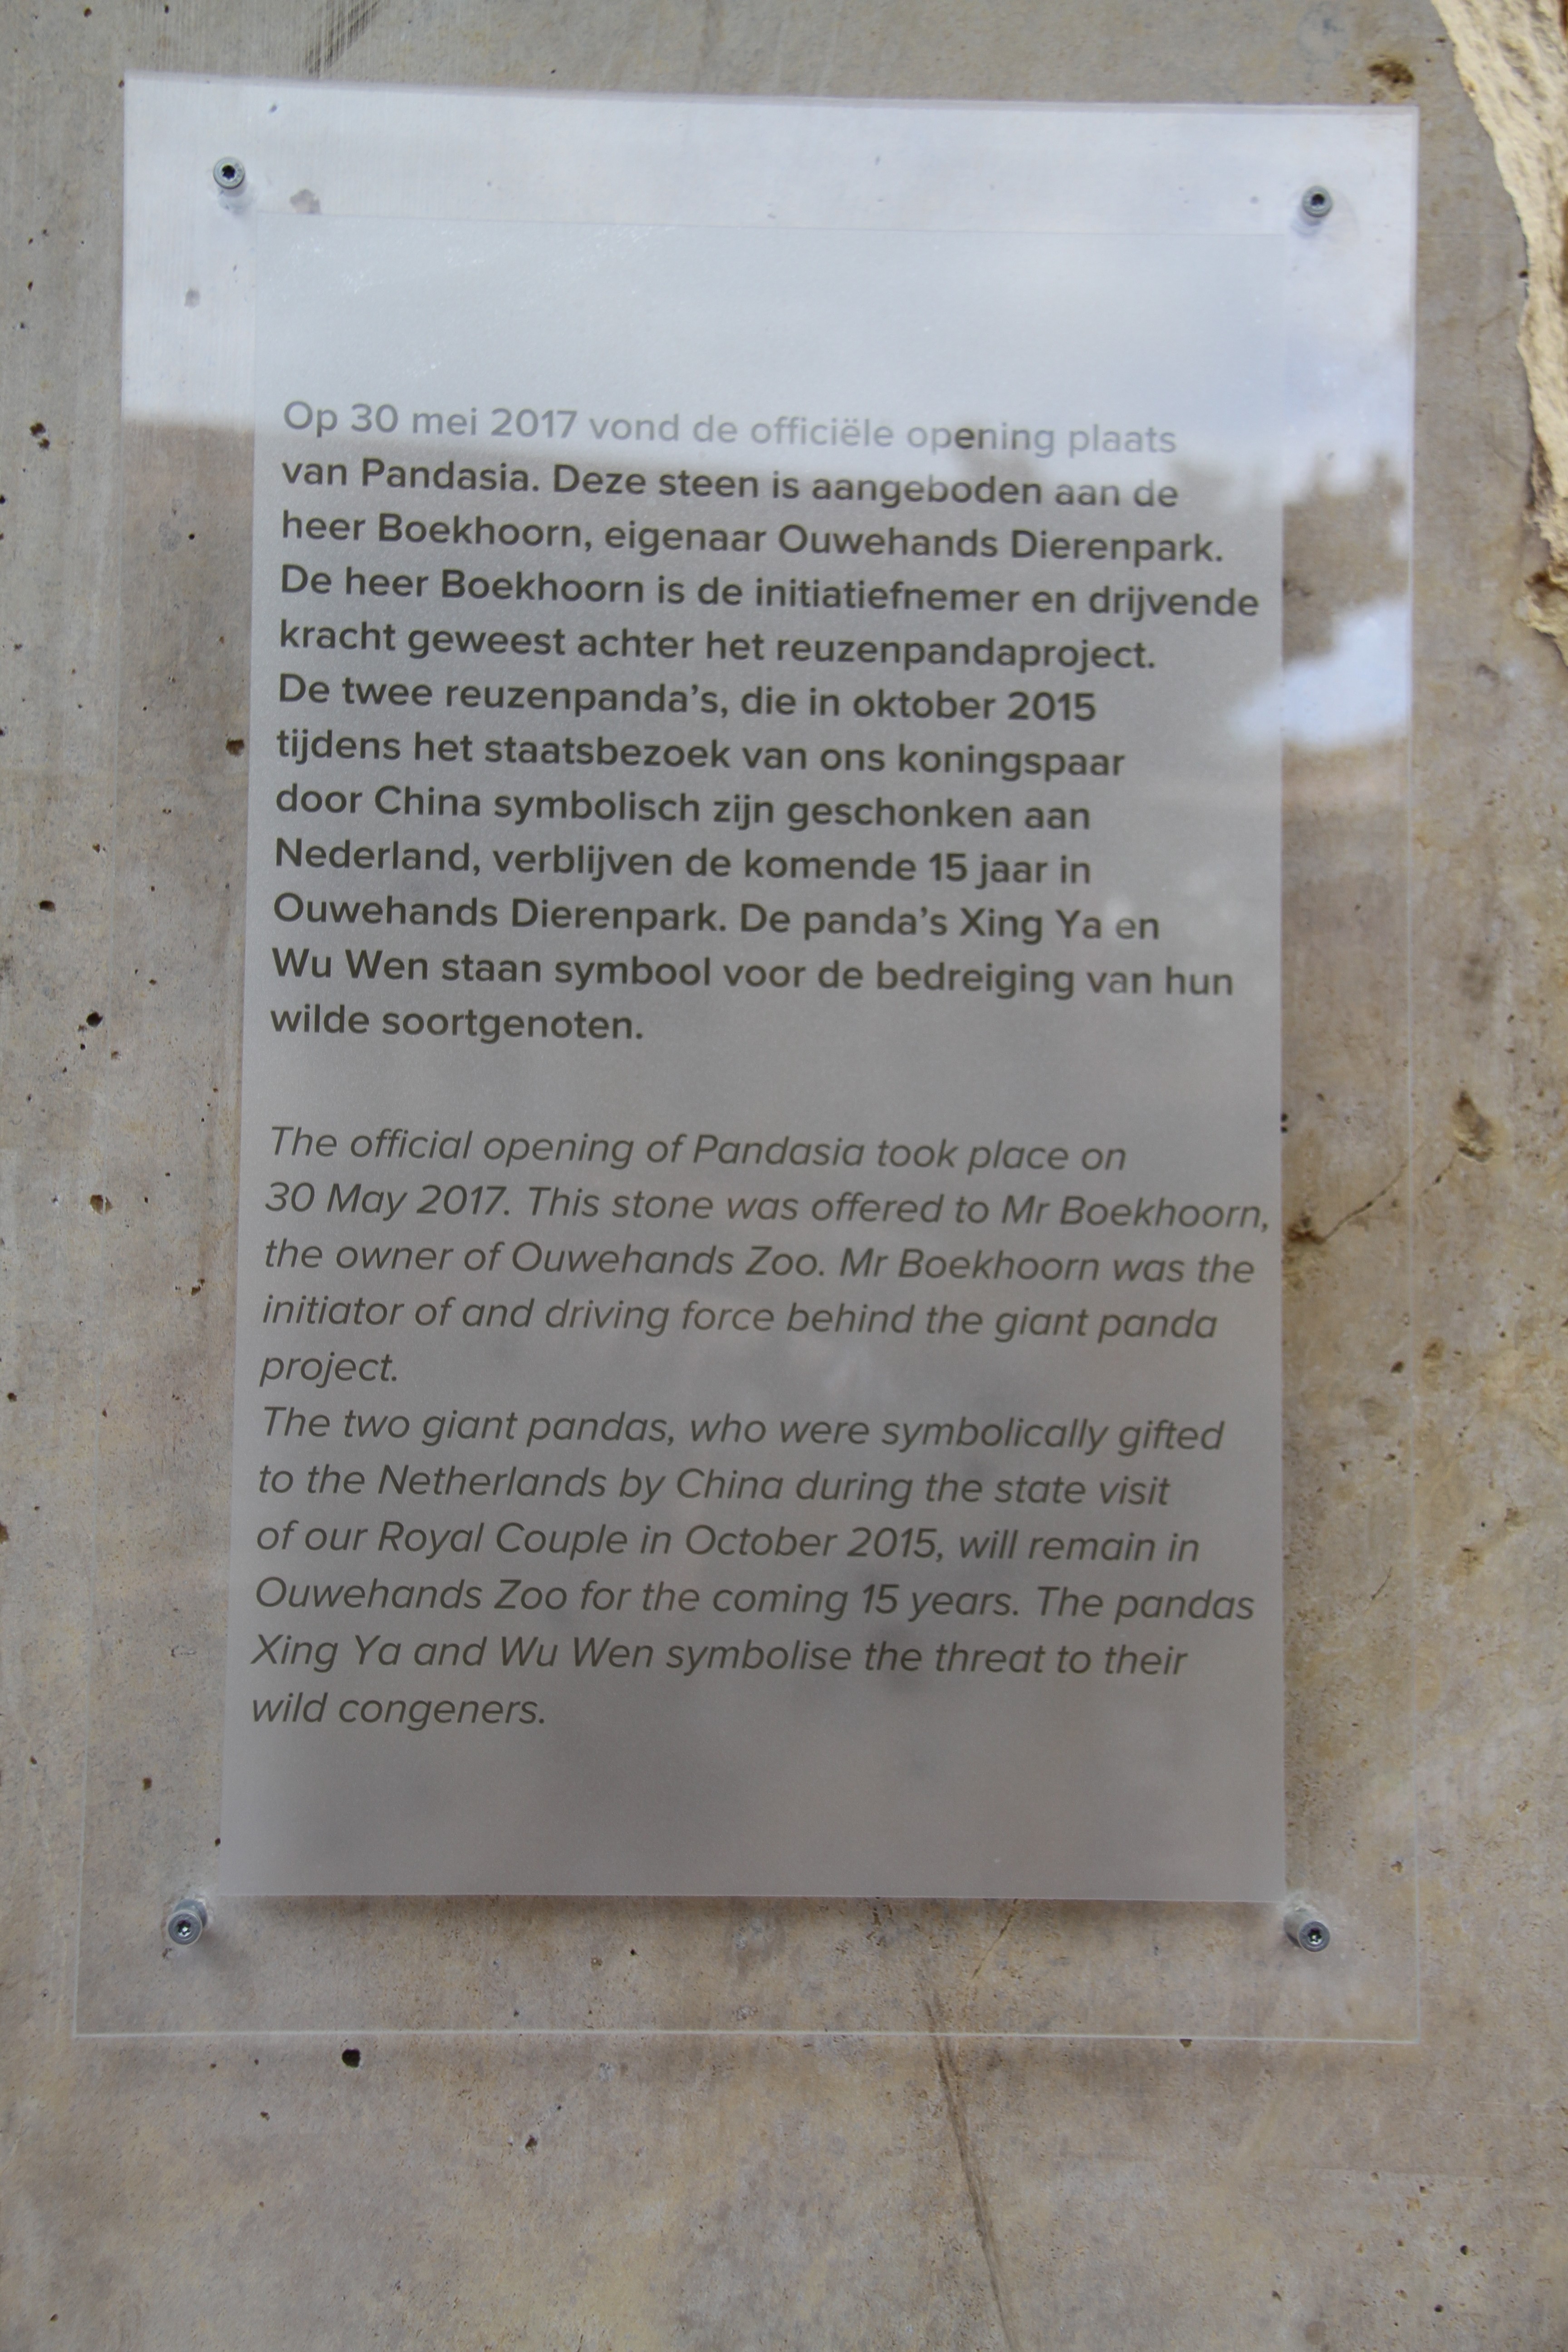 Op 30 mei 2017 vond de officiële opening plaats
van Pandasia. Deze steen is aangeboden aan de
heer Boekhoorn, eigenaar Ouwehands Dierenpark.
De heer Boekhoorn is de initiatiefnemer en drijvende
kracht geweest achter het reuzenpandaproject.
De twee reuzenpanda's, die in oktober 2015
tijdens het staatsbezoek van ons koningspaar
door China symbolisch zijn geschonken aan
Nederland, verblijven de komende 15 jaar in
Ouwehands Dierenpark. De panda's Xing Ya en
Wu Wen staan symbool voor de bedreiging van hun
wilde soortgenoten.
The official opening of Pandasia took place on
30 May 2017. This stone was offered to Mr Boekhoorn,
the owner of Ouwehands Zoo. Mr Boekhoorn was the
initiator of and driving force behind the giant panda
project.
The two giant pandas, who were symbolically gifted
to the Netherlands by China during the state visit
of our Royal Couple in October 2015, will remain in
Ouwehands Zoo for the coming 15 years. The pandas
Xing Ya and Wu Wen symbolise the threat to their
wild congeners.